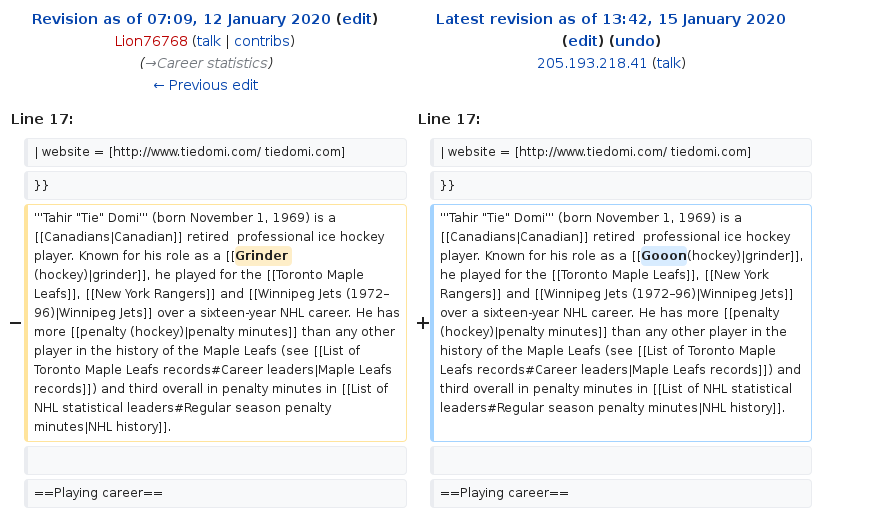 Revision as of 07:09, 12 January 2020 (edit)
Lion76768 (talk | contribs)
(→Career statistics)
← Previous edit
Latest revision as of 13:42, 15 January 2020
(edit) (undo)
205.193.218.41 (talk)
Line 17:
| website = [http://www.tiedomi.com/ tiedomi.com]
}}
− '''Tahir "Tie" Domi''' (born November 1, 1969) is a
[[Canadians|Canadian]] retired  professional ice hockey
player. Known for his role as a [[Grinder
(hockey)|grinder]], he played for the [[Toronto Maple
Leafs]], [[New York Rangers]] and [[Winnipeg Jets (1972–
96)|Winnipeg Jets]] over a sixteen-year NHL career. He has
more [[penalty (hockey)|penalty minutes]] than any other
player in the history of the Maple Leafs (see [[List of
Toronto Maple Leafs records#Career leaders|Maple Leafs
records]]) and third overall in penalty minutes in [[List of
NHL statistical leaders#Regular season penalty
minutes|NHL history]].
==Playing career==
Line 17:
| website = [http://www.tiedomi.com/ tiedomi.com]
}}
+ '''Tahir "Tie" Domi''' (born November 1, 1969) is a
[[Canadians|Canadian]] retired  professional ice hockey
player. Known for his role as a [[Gooon(hockey)|grinder]],
he played for the [[Toronto Maple Leafs]], [[New York
Rangers]] and [[Winnipeg Jets (1972–96)|Winnipeg Jets]]
over a sixteen-year NHL career. He has more [[penalty
(hockey)|penalty minutes]] than any other player in the
history of the Maple Leafs (see [[List of Toronto Maple
Leafs records#Career leaders|Maple Leafs records]]) and
third overall in penalty minutes in [[List of NHL statistical
leaders#Regular season penalty minutes|NHL history]].
==Playing career==